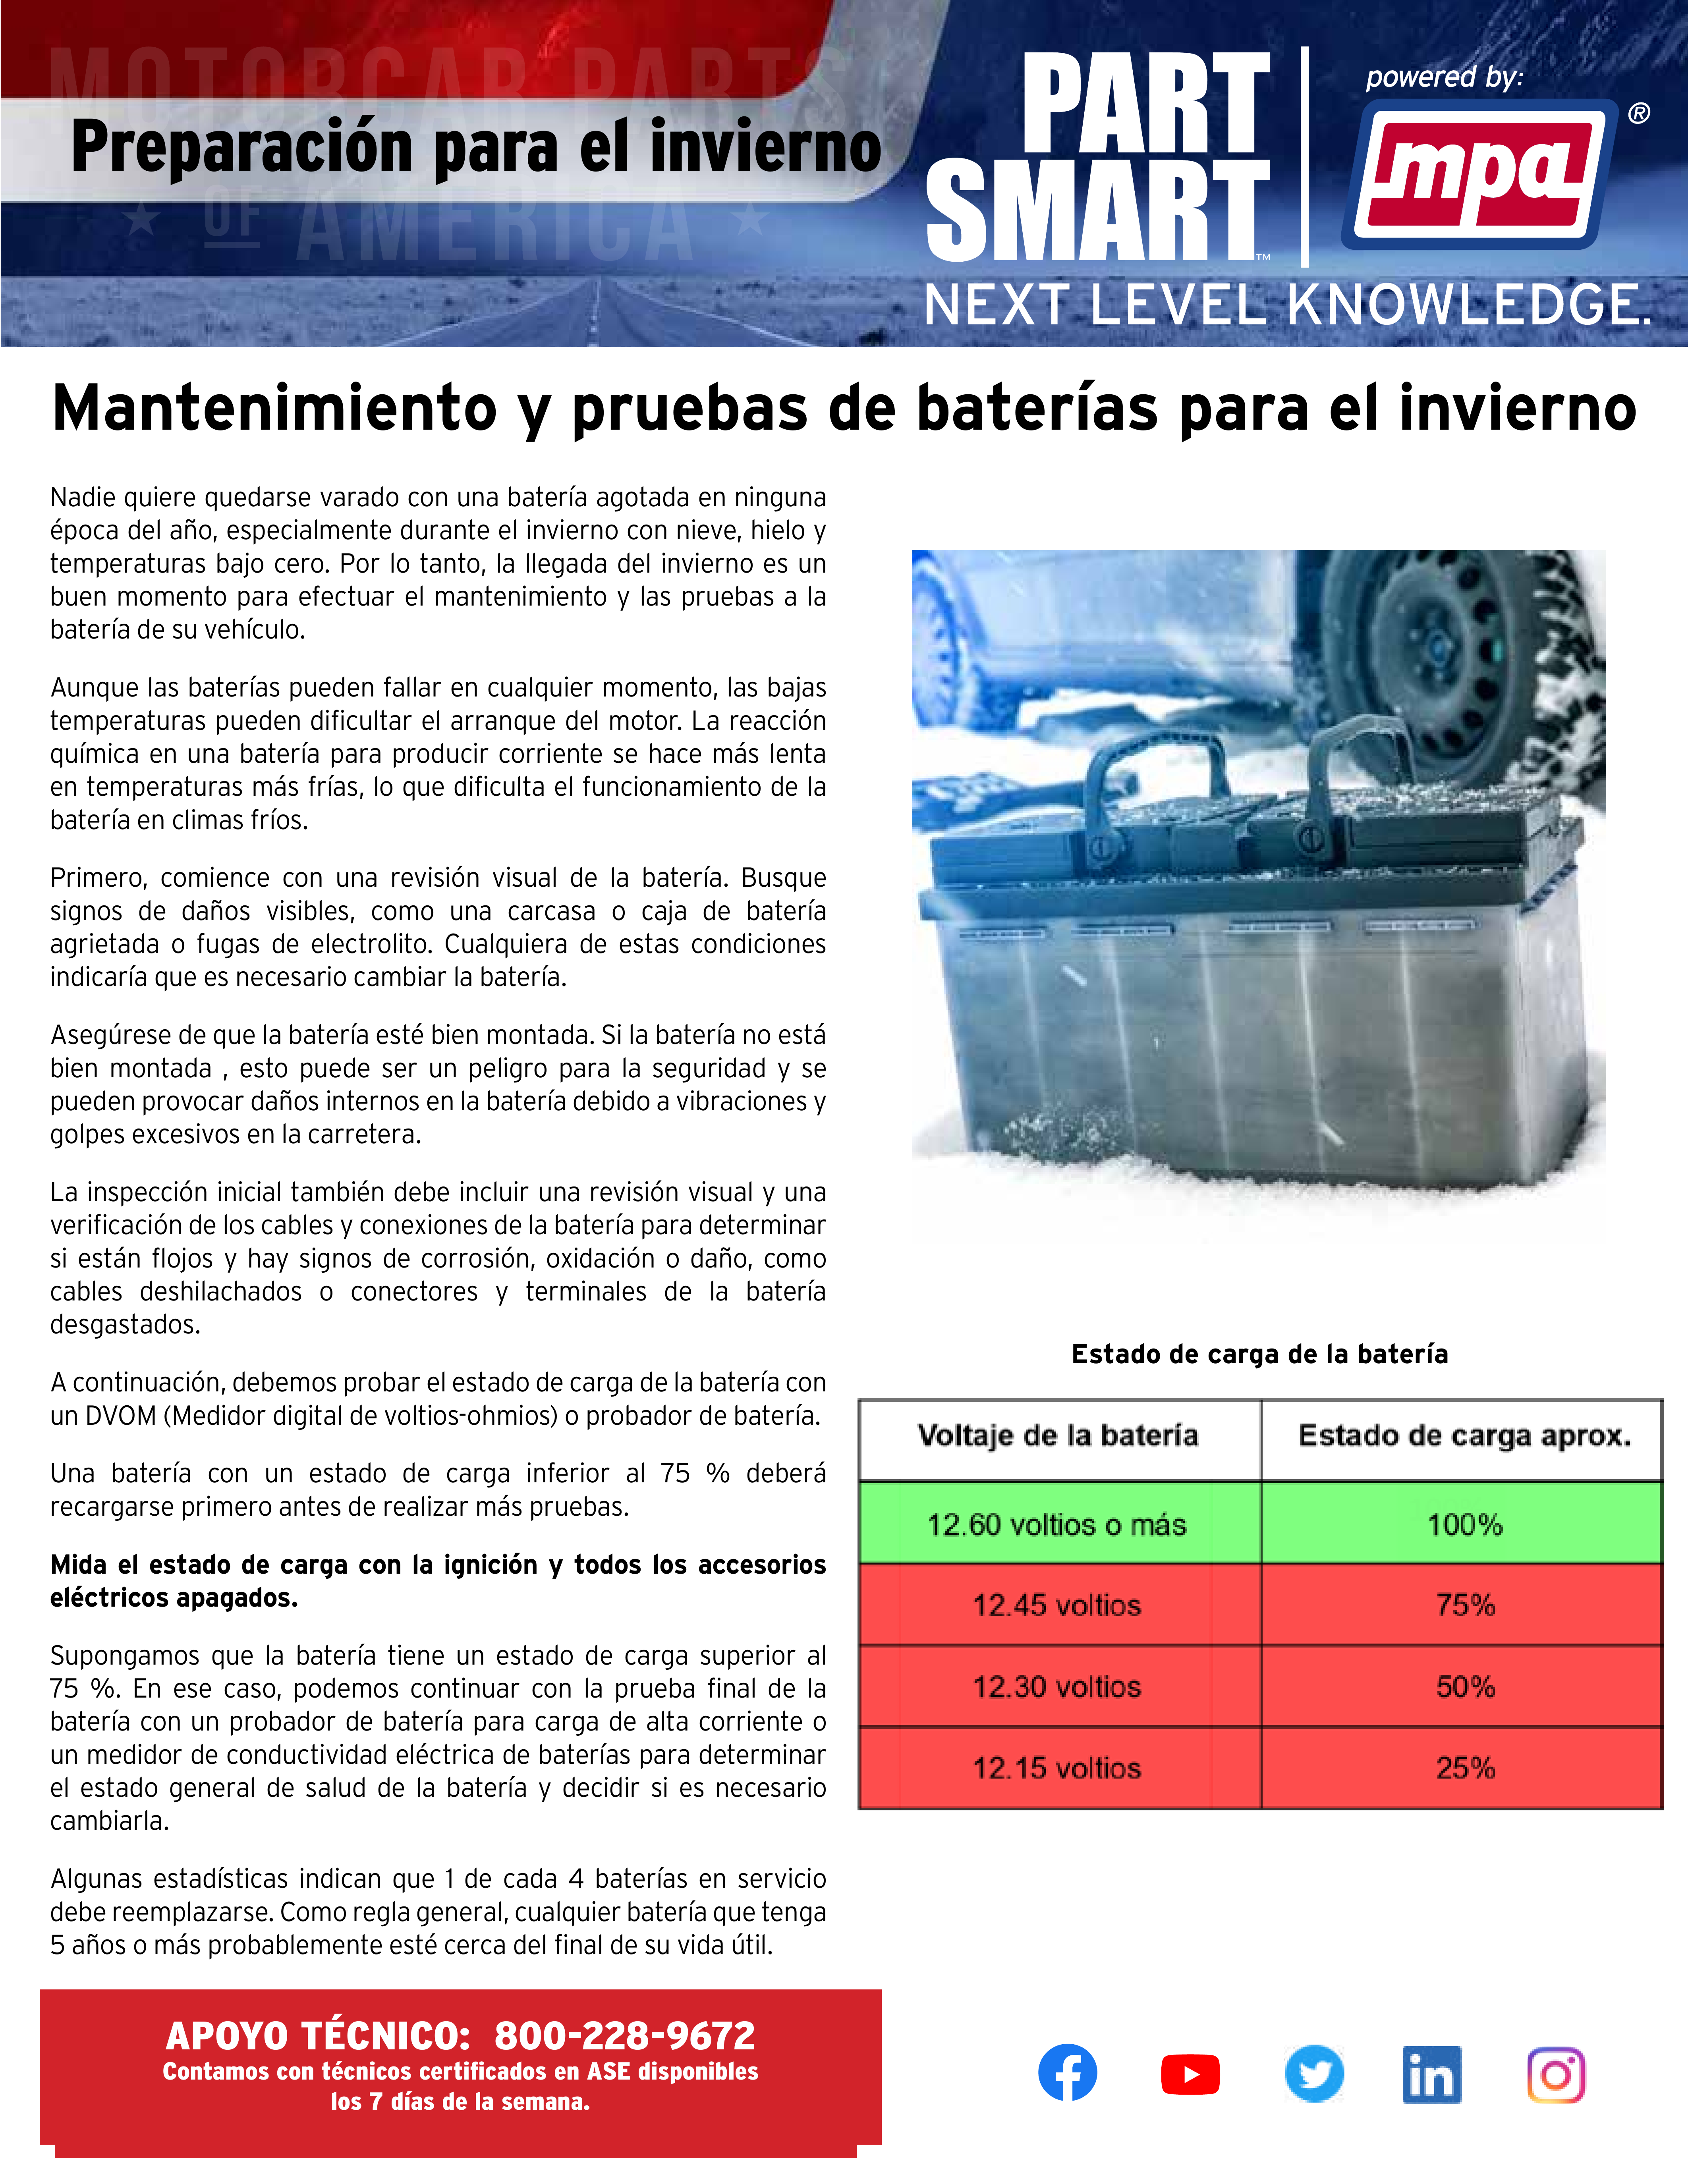 MOTORCAR PARTS
OF AMERICA
Preparación para el invierno
PART
SMART™
powered by:
mpa®
NEXT LEVEL KNOWLEDGE.
Mantenimiento y pruebas de baterías para el invierno
Nadie quiere quedarse varado con una batería agotada en ninguna
época del año, especialmente durante el invierno con nieve, hielo y
temperaturas bajo cero. Por lo tanto, la llegada del invierno es un
buen momento para efectuar el mantenimiento y las pruebas a la
batería de su vehículo.
Aunque las baterías pueden fallar en cualquier momento, las bajas
temperaturas pueden dificultar el arranque del motor. La reacción
química en una batería para producir corriente se hace más lenta
en temperaturas más frías, lo que dificulta el funcionamiento de la
batería en climas fríos.
Primero, comience con una revisión visual de la batería. Busque
signos de daños visibles, como una carcasa o caja de batería
agrietada o fugas de electrolito. Cualquiera de estas condiciones
indicaría que es necesario cambiar la batería.
Asegúrese de que la batería esté bien montada. Si la batería no está
bien montada , esto puede ser un peligro para la seguridad y se
pueden provocar daños internos en la batería debido a vibraciones y
golpes excesivos en la carretera.
La inspección inicial también debe incluir una revisión visual y una
verificación de los cables y conexiones de la batería para determinar
si están flojos y hay signos de corrosión, oxidación o daño, como
cables deshilachados o conectores y terminales de la batería
desgastados.
A continuación, debemos probar el estado de carga de la batería con
un DVOM (Medidor digital de voltios-ohmios) o probador de batería.
Una batería con un estado de carga inferior al 75 % deberá
recargarse primero antes de realizar más pruebas.
Mida el estado de carga con la ignición y todos los accesorios
eléctricos apagados.
Supongamos que la batería tiene un estado de carga superior al
75 %. En ese caso, podemos continuar con la prueba final de la
batería con un probador de batería para carga de alta corriente o
un medidor de conductividad eléctrica de baterías para determinar
el estado general de salud de la batería y decidir si es necesario
cambiarla.
Algunas estadísticas indican que 1 de cada 4 baterías en servicio
debe reemplazarse. Como regla general, cualquier batería que tenga
5 años o más probablemente esté cerca del final de su vida útil.
Estado de carga de la batería
Voltaje de la batería Estado de carga aprox.
12.60 voltios o más 100%
12.45 voltios 75%
12.30 voltios 50%
12.15 voltios 25%
APOYO TÉCNICO: 800-228-9672
Contamos con técnicos certificados en ASE disponibles
los 7 días de la semana.